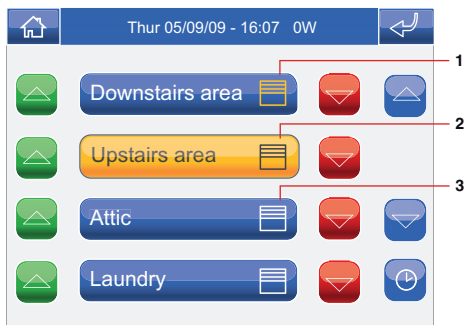 Thur 05/09/09 - 16:07 0W
1
Downstairs area
2
Upstairs area
3
Attic
Laundry